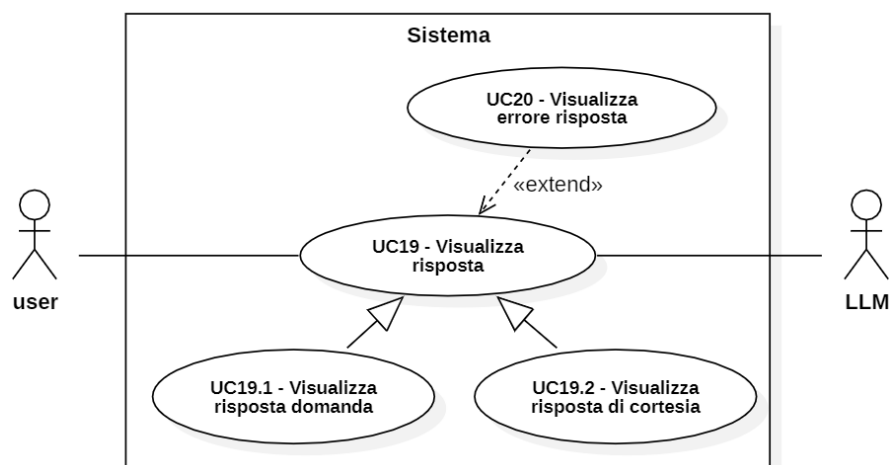 Sistema
UC20 - Visualizza
errore risposta
«extend»
UC19 - Visualizza
risposta
user
LLM
UC19.1 - Visualizza
risposta domanda
UC19.2 - Visualizza
risposta di cortesia